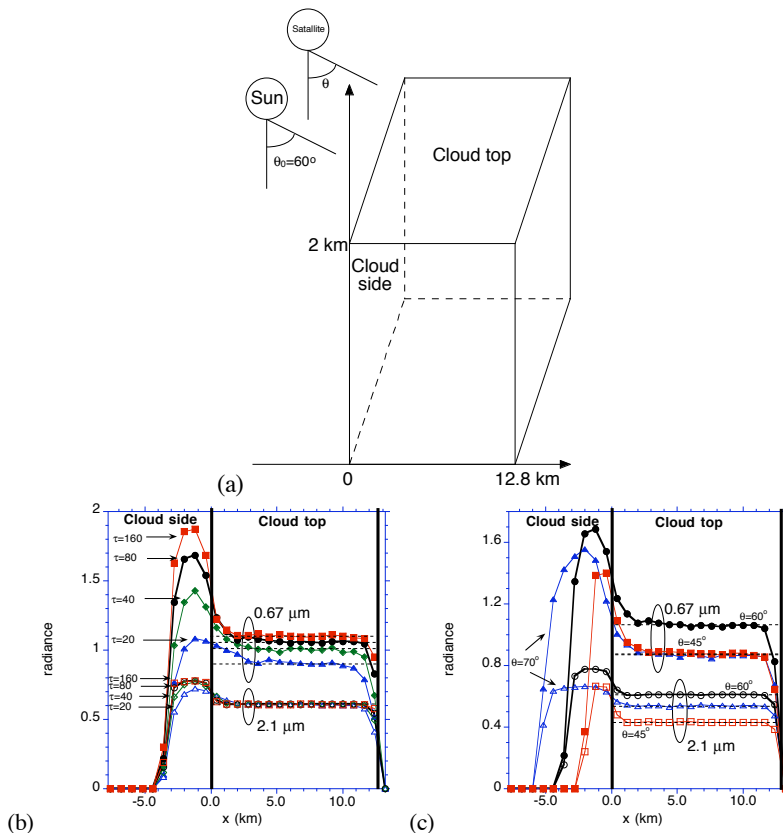 Satallite
θ
Sun
θ₀=60°
Cloud top
2 km
Cloud
side
0
12.8 km
(a)
Cloud side
Cloud top
2
1.5
1
0.5
0
radiance
τ=160
τ=80
τ=40
τ=20
τ=160
τ=80
τ=40
τ=20
0.67 μm
2.1 μm
-5.0
0.0
5.0
10.0
x (km)
(b)
Cloud side
Cloud top
1.6
1.2
0.8
0.4
0
radiance
θ=60°
0.67 μm
θ=45°
θ=70°
θ=60°
θ=45°
2.1 μm
-5.0
0.0
5.0
10.0
x (km)
(c)